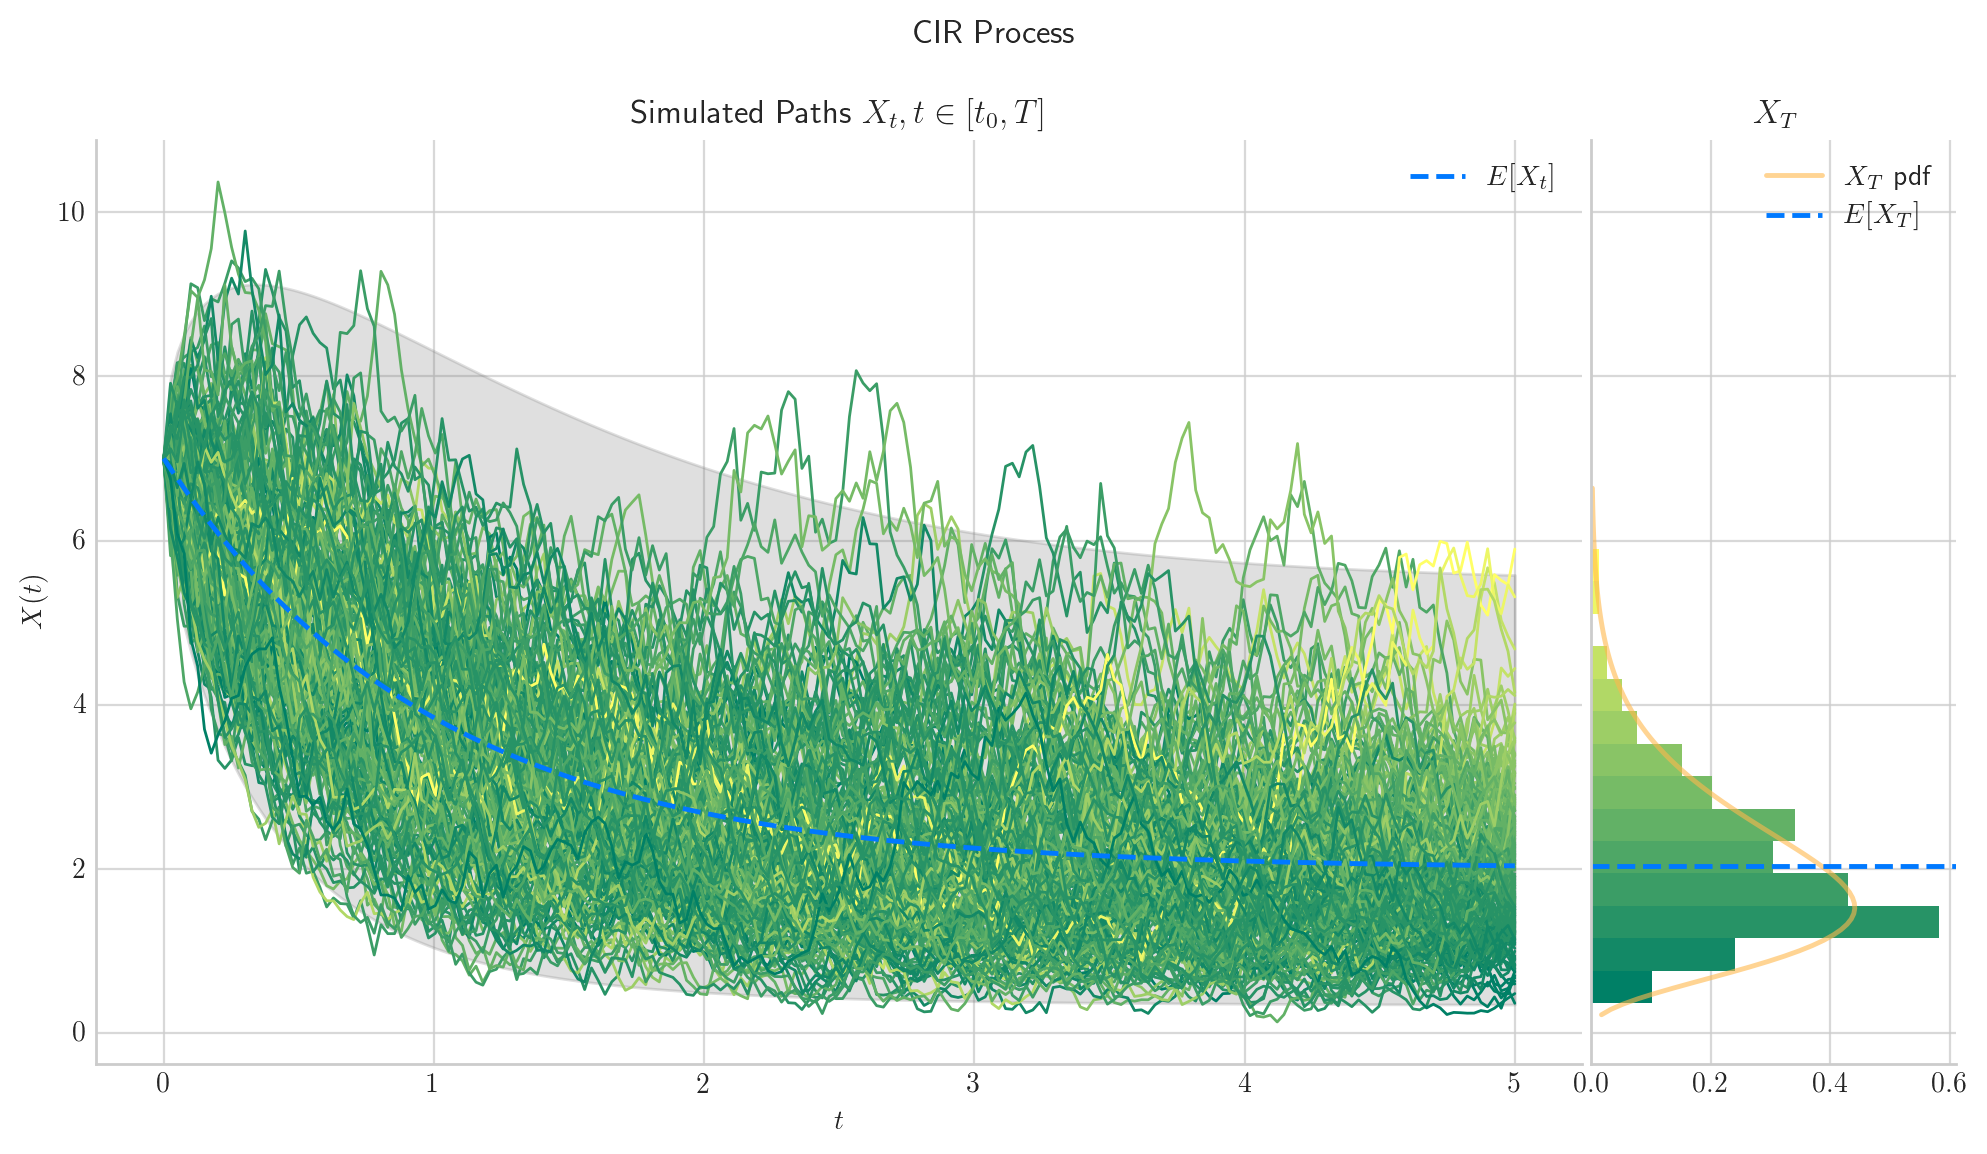 CIR Process
Simulated Paths $X_t, t \in [t_0, T]$
$X_T$
$E[X_t]$
$X_T$ pdf
$E[X_T]$
$X(t)$
10
8
6
4
2
0
0 1 2 3 4 5
0.0 0.2 0.4 0.6
$t$